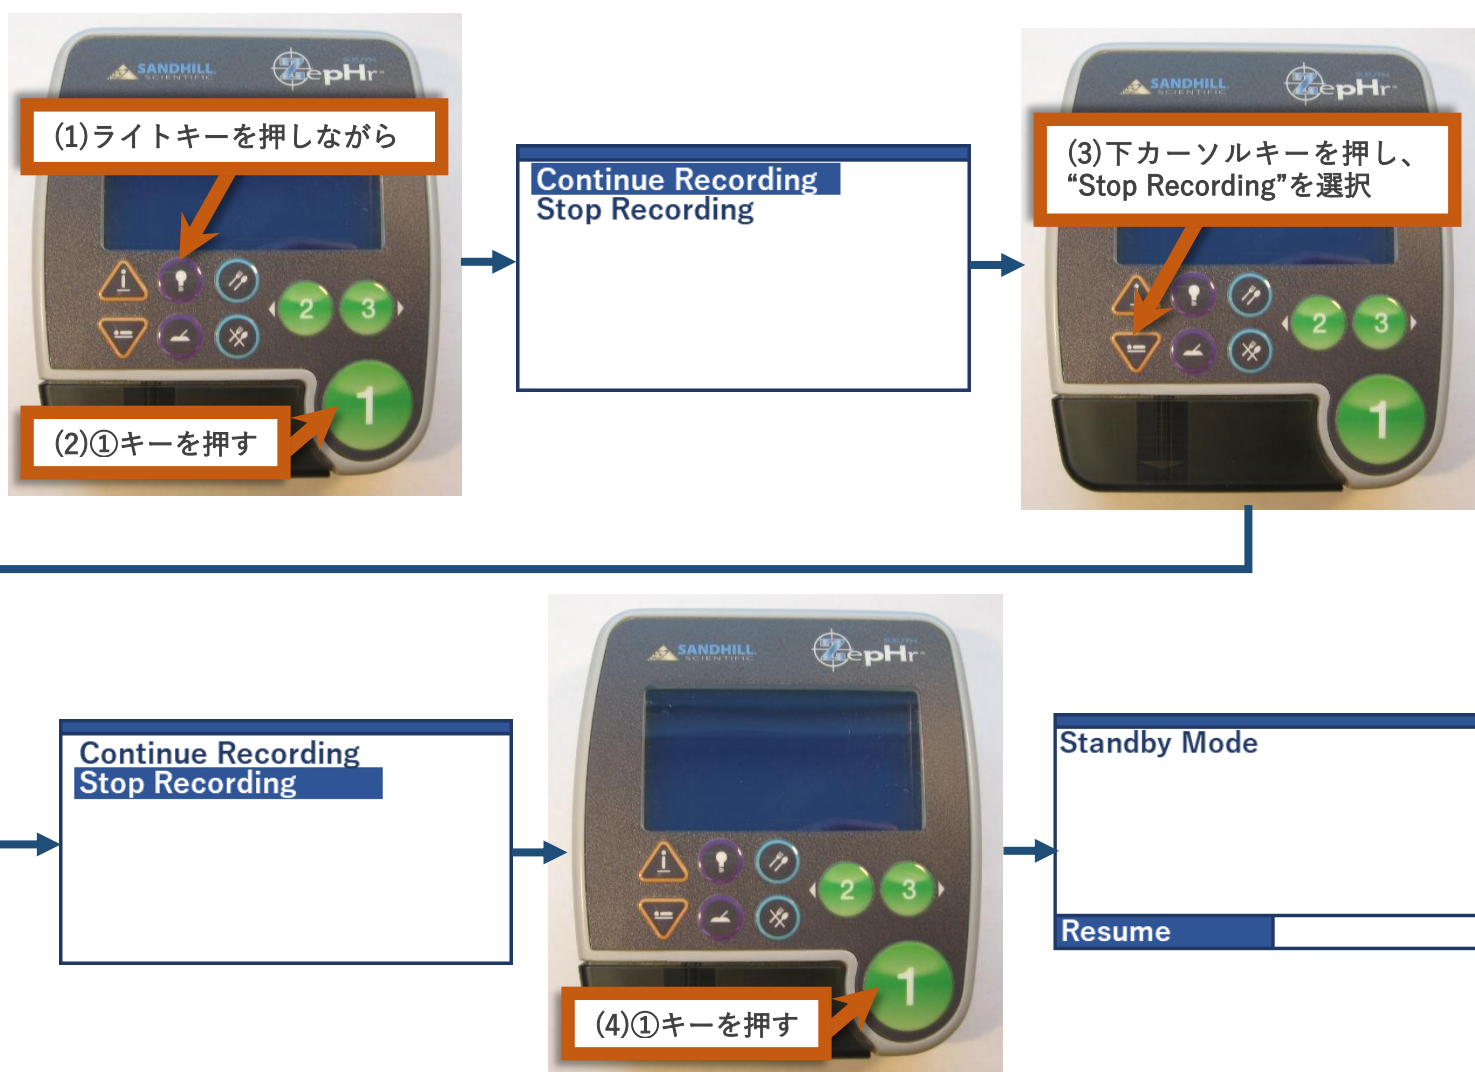 SANDHILL
SCIENTIFIC
ZepHr
(1)ライトキーを押しながら
2
3
1
(2)①キーを押す
Continue Recording
Stop Recording
SANDHILL
SCIENTIFIC
ZepHr
(3)下カーソルキーを押し、
“Stop Recording”を選択
2
3
1
Continue Recording
Stop Recording
SANDHILL
SCIENTIFIC
ZepHr
2
3
1
(4)①キーを押す
Standby Mode
Resume